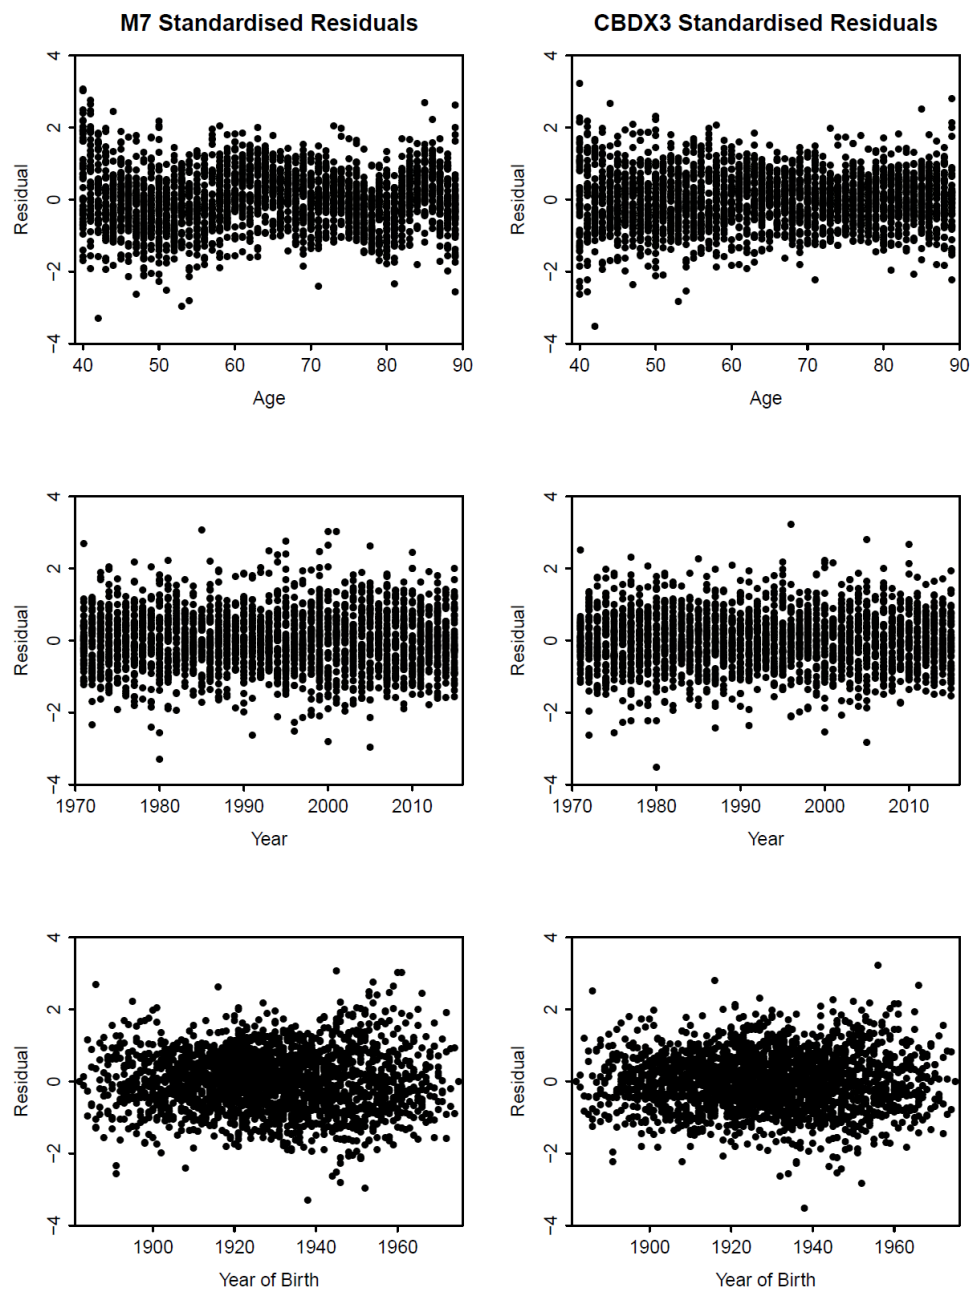 M7 Standardised Residuals
CBDX3 Standardised Residuals
4
2
0
−2
−4
Residual
40 50 60 70 80 90
Age
4
2
0
−2
−4
Residual
40 50 60 70 80 90
Age
4
2
0
−2
−4
Residual
1970 1980 1990 2000 2010
Year
4
2
0
−2
−4
Residual
1970 1980 1990 2000 2010
Year
4
2
0
−2
−4
Residual
1900 1920 1940 1960
Year of Birth
4
2
0
−2
−4
Residual
1900 1920 1940 1960
Year of Birth